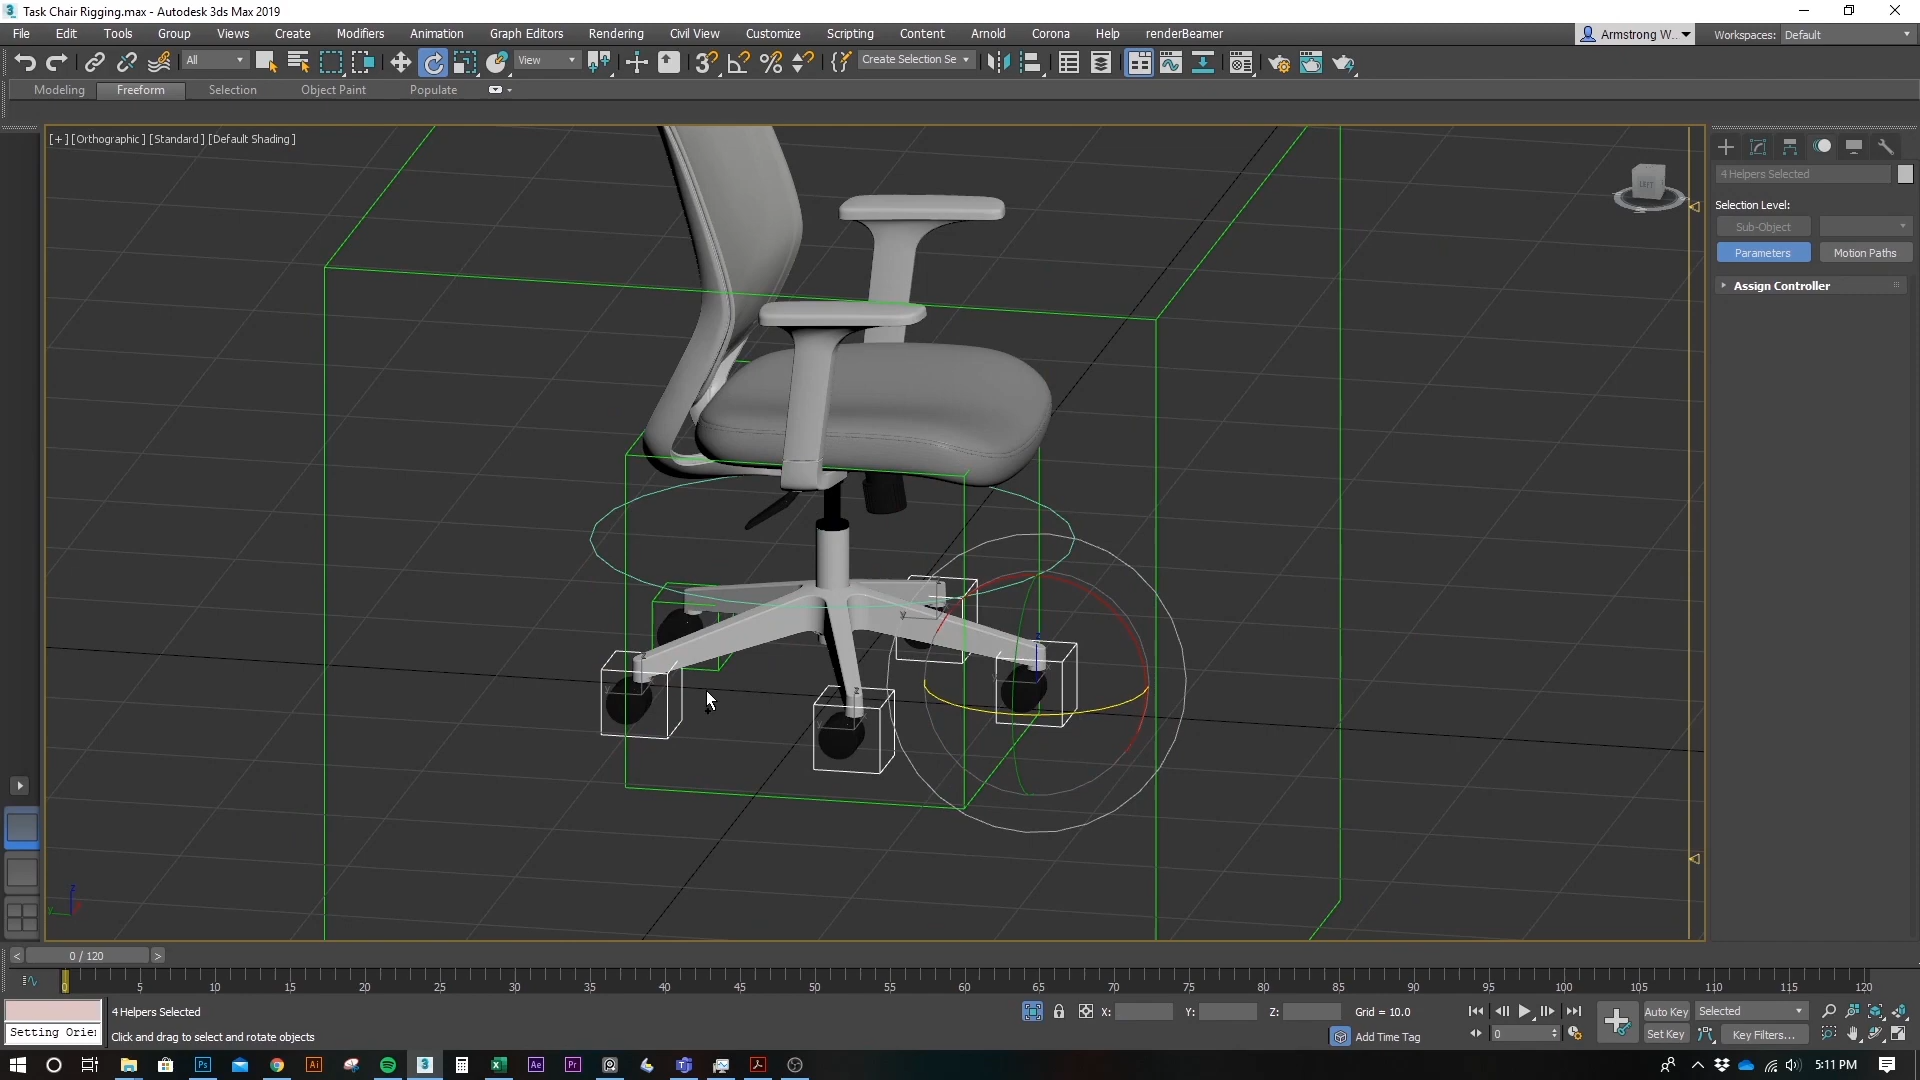 Task Chair Rigging.max - Autodesk 3ds Max 2019
File Edit Tools Group Views Create Modifiers Animation Graph Editors Rendering Civil View Customize Scripting Content Arnold Corona Help renderBeamer
Armstrong W... Workspaces: Default
All View Create Selection Se
Modeling Freeform Selection Object Paint Populate
[+] [Orthographic] [Standard] [Default Shading]
LEFT
4 Helpers Selected
Selection Level:
Sub-Object
Parameters Motion Paths
Assign Controller
0 / 120
0 5 10 15 20 25 30 35 40 45 50 55 60 65 70 75 80 85 90 95 100 105 110 115 120
4 Helpers Selected X: Y: Z: Grid = 10.0 Auto Key Selected
Setting Orie Click and drag to select and rotate objects Add Time Tag 0 Set Key Key Filters...
5:11 PM